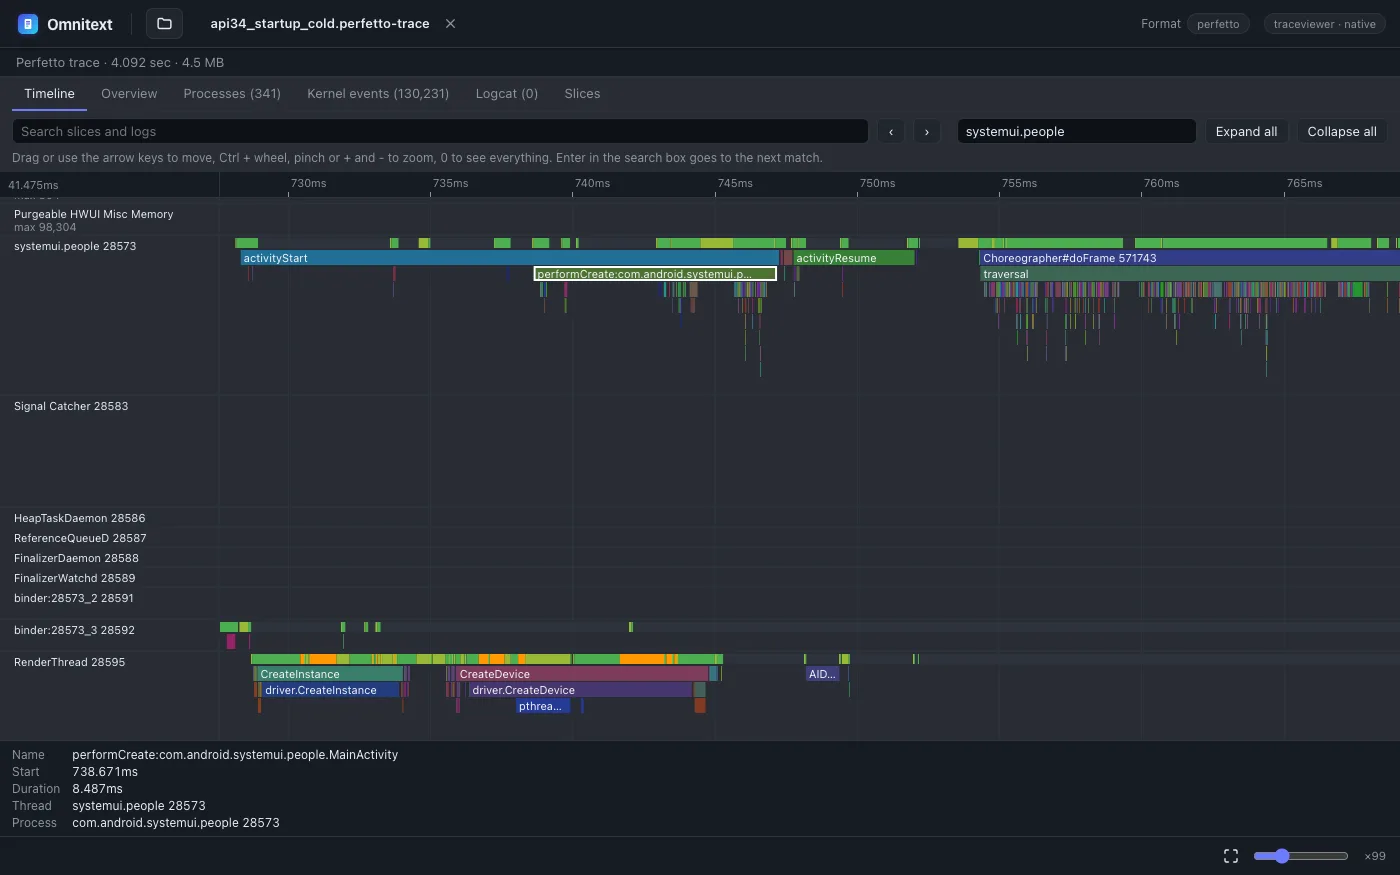 Omnitext
api34_startup_cold.perfetto-trace
Format perfetto traceviewer · native
Perfetto trace · 4.092 sec · 4.5 MB
Timeline Overview Processes (341) Kernel events (130,231) Logcat (0) Slices
Search slices and logs ‹ › systemui.people Expand all Collapse all
Drag or use the arrow keys to move, Ctrl + wheel, pinch or + and - to zoom, 0 to see everything. Enter in the search box goes to the next match.
41.475ms 730ms 735ms 740ms 745ms 750ms 755ms 760ms 765ms
Purgeable HWUI Misc Memory
max 98,304
systemui.people 28573
activityStart activityResume Choreographer#doFrame 571743
performCreate:com.android.systemui.p... traversal
Signal Catcher 28583
HeapTaskDaemon 28586
ReferenceQueueD 28587
FinalizerDaemon 28588
FinalizerWatchd 28589
binder:28573_2 28591
binder:28573_3 28592
RenderThread 28595
CreateInstance CreateDevice AID...
driver.CreateInstance driver.CreateDevice
pthrea...
Name performCreate:com.android.systemui.people.MainActivity
Start 738.671ms
Duration 8.487ms
Thread systemui.people 28573
Process com.android.systemui.people 28573
×99